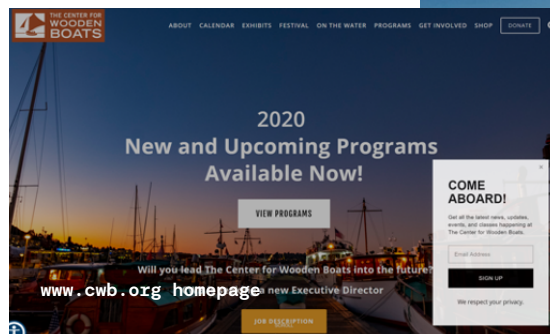 THE CENTER FOR
WOODEN
BOATS
ABOUT CALENDAR EXHIBITS FESTIVAL ON THE WATER PROGRAMS GET INVOLVED SHOP DONATE
2020
New and Upcoming Programs
Available Now!
VIEW PROGRAMS
×
COME
ABOARD!
Get all the latest news, updates,
events, and classes happening at
The Center for Wooden Boats.
Email Address
SIGN UP
We respect your privacy.
Will you lead The Center for Wooden Boats into the future?
www.cwb.org homepage
a new Executive Director
JOB DESCRIPTION